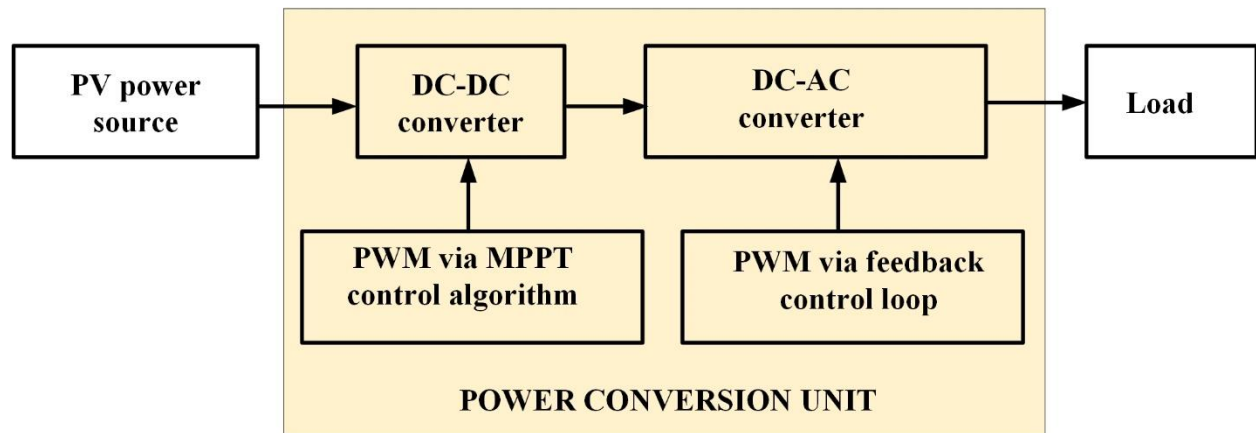 PV power
source
DC-DC
converter
DC-AC
converter
Load
PWM via MPPT
control algorithm
PWM via feedback
control loop
POWER CONVERSION UNIT